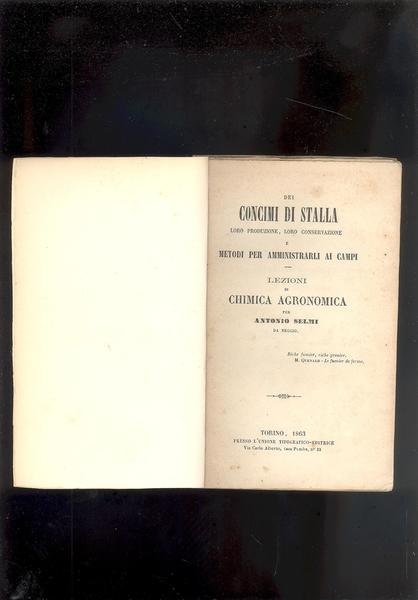 DEI
CONCIMI DI STALLA
LORO PRODUZIONE, LORO CONSERVAZIONE
E
METODI PER AMMINISTRARLI AI CAMPI
LEZIONI
DI
CHIMICA AGRONOMICA
PER
ANTONIO SELMI
DA REGGIO.
Riche fumier, riche grenier.
M. QUENARD - Le fumier de ferme.
TORINO, 1863
PRESSO L'UNIONE TIPOGRAFICO-EDITRICE
Via Carlo Alberto, casa Pomba, N° 33